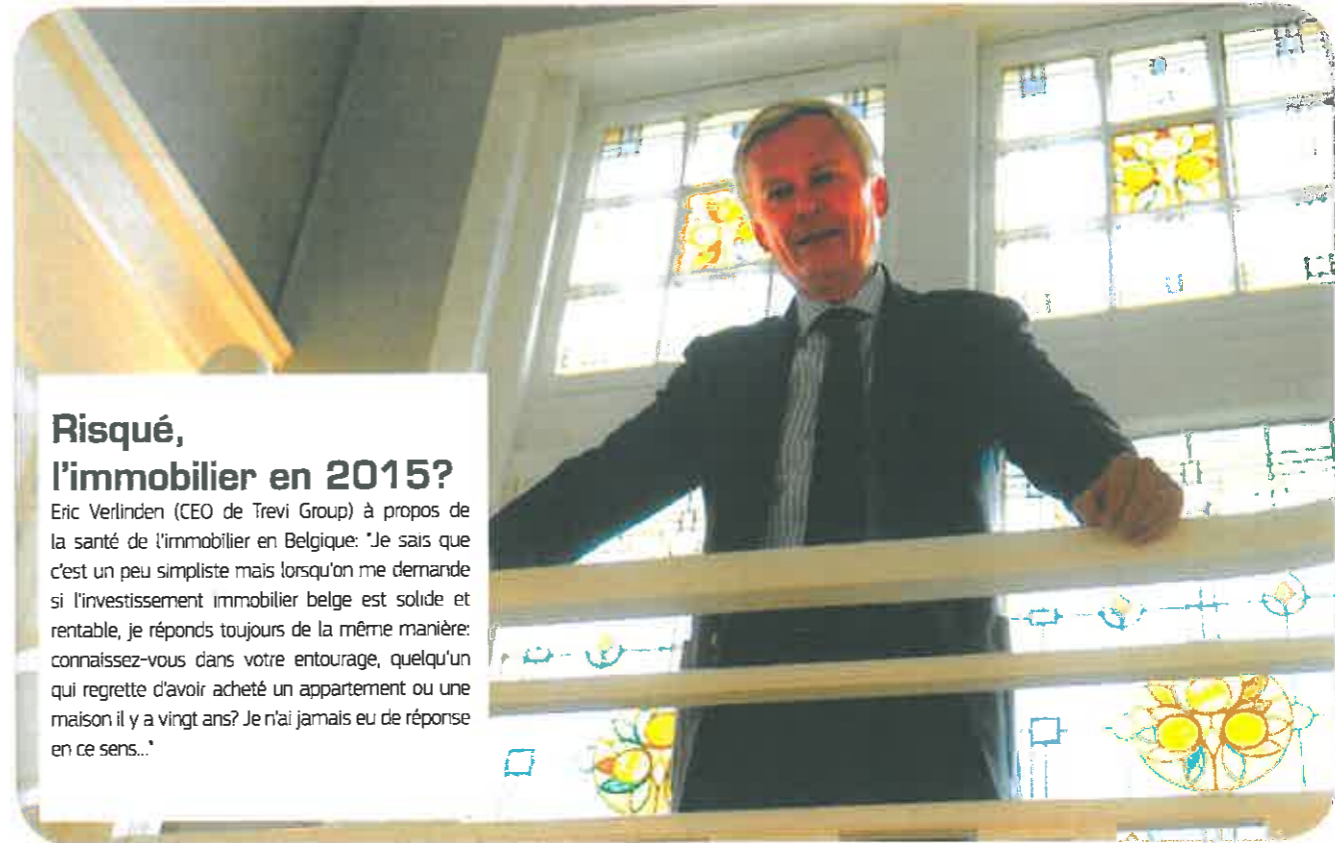 Risqué,
l'immobilier en 2015?
Eric Verlinden (CEO de Trevi Group) à propos de
la santé de l'immobilier en Belgique: "Je sais que
c'est un peu simpliste mais lorsqu'on me demande
si l'investissement immobilier belge est solide et
rentable, je réponds toujours de la même manière:
connaissez-vous dans votre entourage, quelqu'un
qui regrette d'avoir acheté un appartement ou une
maison il y a vingt ans? Je n'ai jamais eu de réponse
en ce sens..."